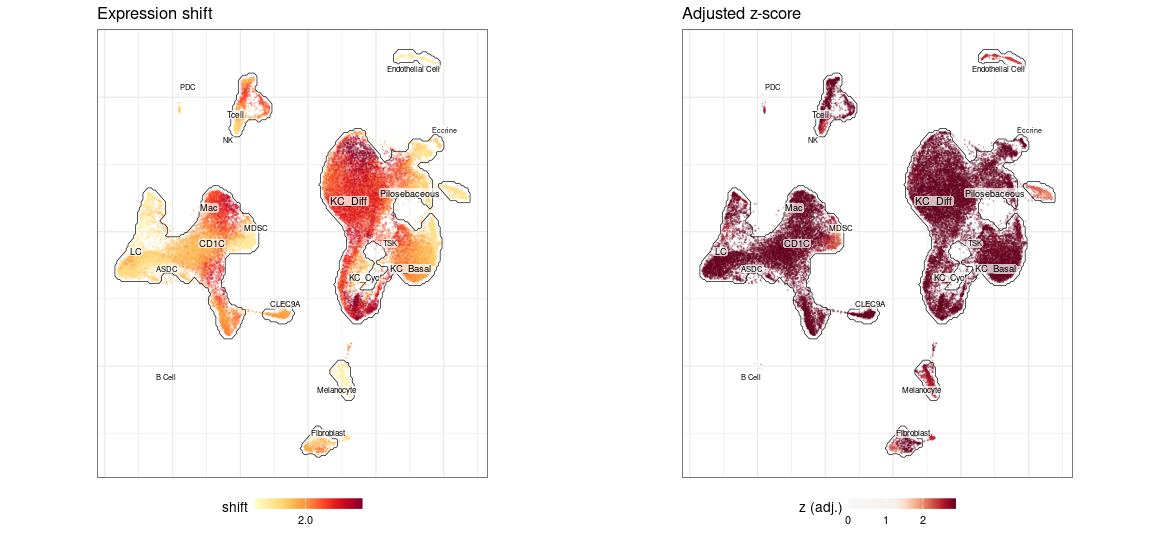 Expression shift
Endothelial Cell
PDC
Tcell
NK
Eccrine
Pilosebaceous
KC_Diff
Mac
MDSC
CD1C
TSK
LC
ASDC
KC_Basal
KC_Cyc
CLEC9A
B Cell
Melanocyte
Fibroblast
shift
2.0
Adjusted z-score
Endothelial Cell
PDC
Tcell
NK
Eccrine
Pilosebaceous
KC_Diff
Mac
MDSC
CD1C
TSK
LC
ASDC
KC_Basal
KC_Cyc
CLEC9A
B Cell
Melanocyte
Fibroblast
z (adj.)
0 1 2